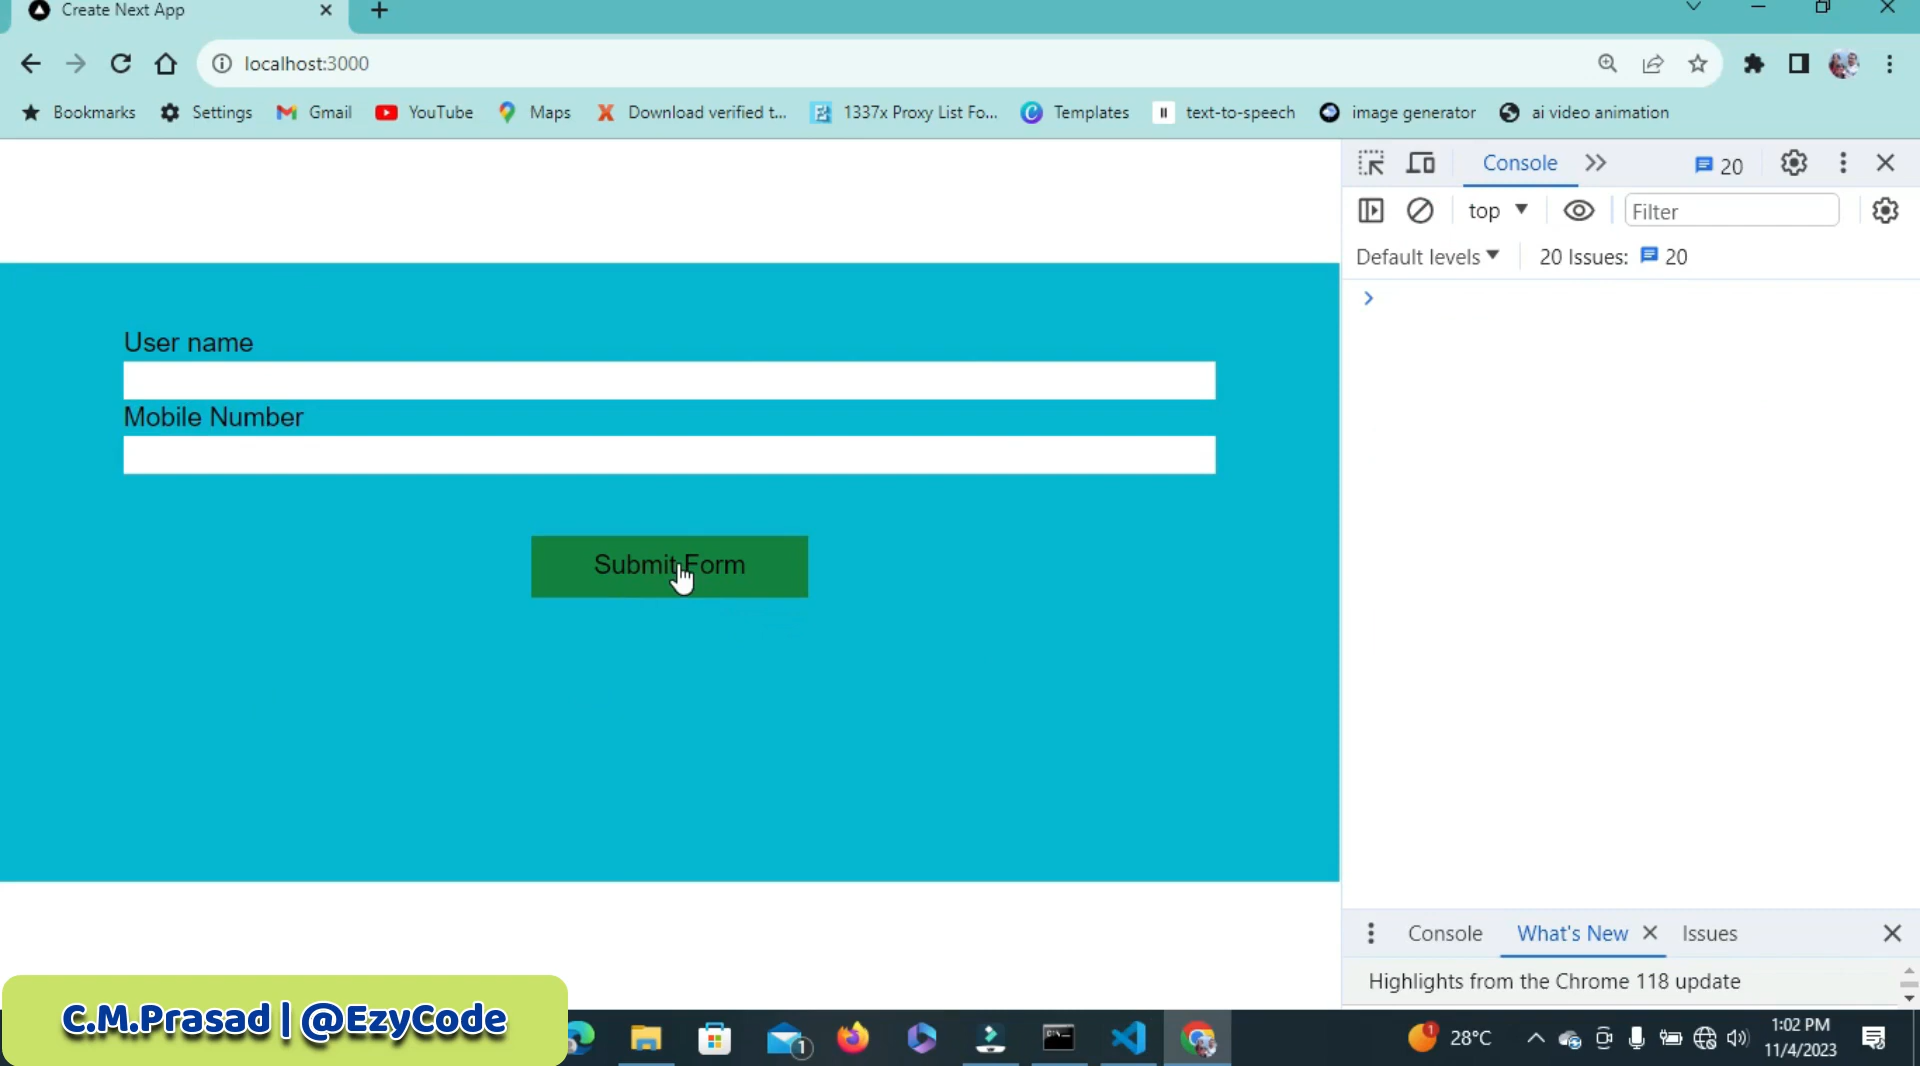 Create Next App
localhost:3000
Bookmarks Settings Gmail YouTube Maps Download verified t... 1337x Proxy List Fo... Templates text-to-speech image generator ai video animation
Console 20
top Filter
Default levels 20 Issues: 20
User name
Mobile Number
Submit Form
Console What's New Issues
Highlights from the Chrome 118 update
C.M.Prasad | @EzyCode
1
1
28°C
1:02 PM
11/4/2023